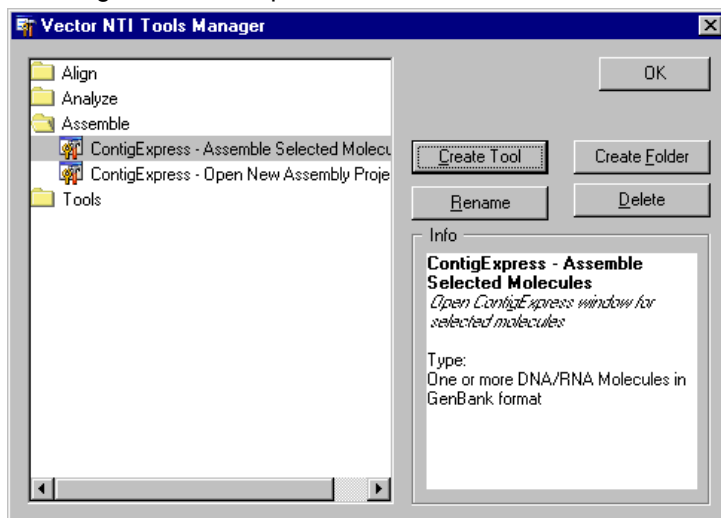 Vector NTI Tools Manager
Align
Analyze
Assemble
ContigExpress - Assemble Selected Molecu
ContigExpress - Open New Assembly Proje
Tools
OK
Create Tool
Create Folder
Rename
Delete
Info
ContigExpress - Assemble
Selected Molecules
Open ContigExpress window for
selected molecules
Type:
One or more DNA/RNA Molecules in
GenBank format